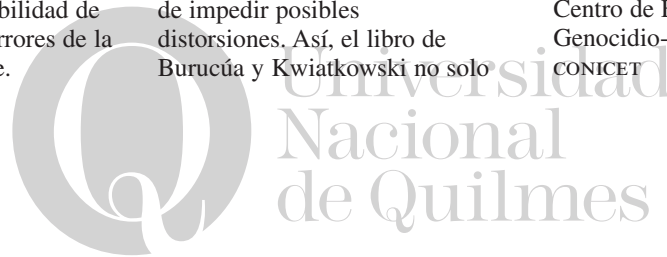 bilidad de
rrores de la
e.
de impedir posibles
distorsiones. Así, el libro de
Burucúa y Kwiatkowski no solo
Centro de
Genocidio-
CONICET
Universidad
Nacional
de Quilmes